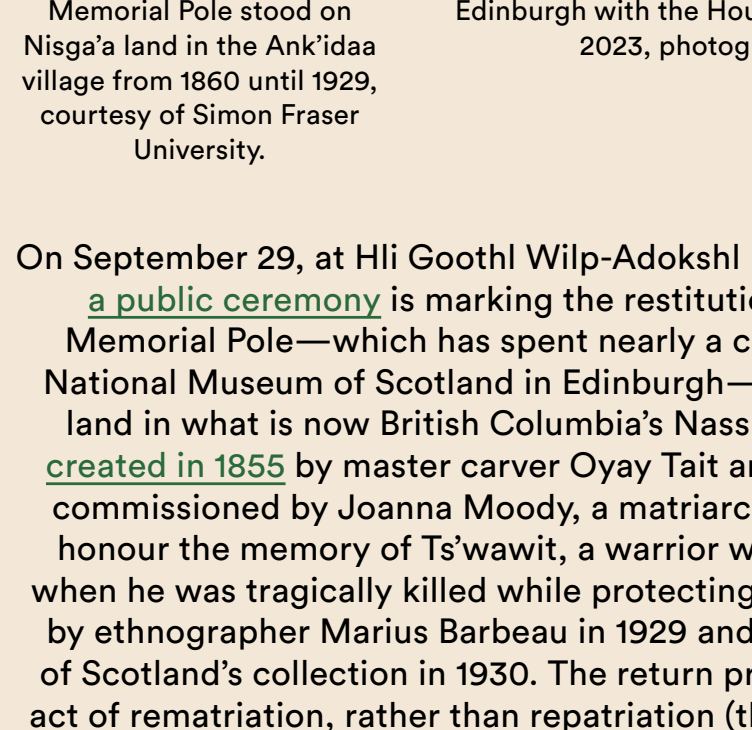 Memorial Pole stood on
Nisga’a land in the Ank’idaa
village from 1860 until 1929,
courtesy of Simon Fraser
University.
Edinburgh with the Hou
2023, photog
On September 29, at Hli Goothl Wilp-Adokshl
a public ceremony is marking the restituti
Memorial Pole—which has spent nearly a c
National Museum of Scotland in Edinburgh—
land in what is now British Columbia’s Nass
created in 1855 by master carver Oyay Tait a
commissioned by Joanna Moody, a matriarc
honour the memory of Ts’wawit, a warrior w
when he was tragically killed while protecting
by ethnographer Marius Barbeau in 1929 and
of Scotland’s collection in 1930. The return pr
act of rematriation, rather than repatriation (t